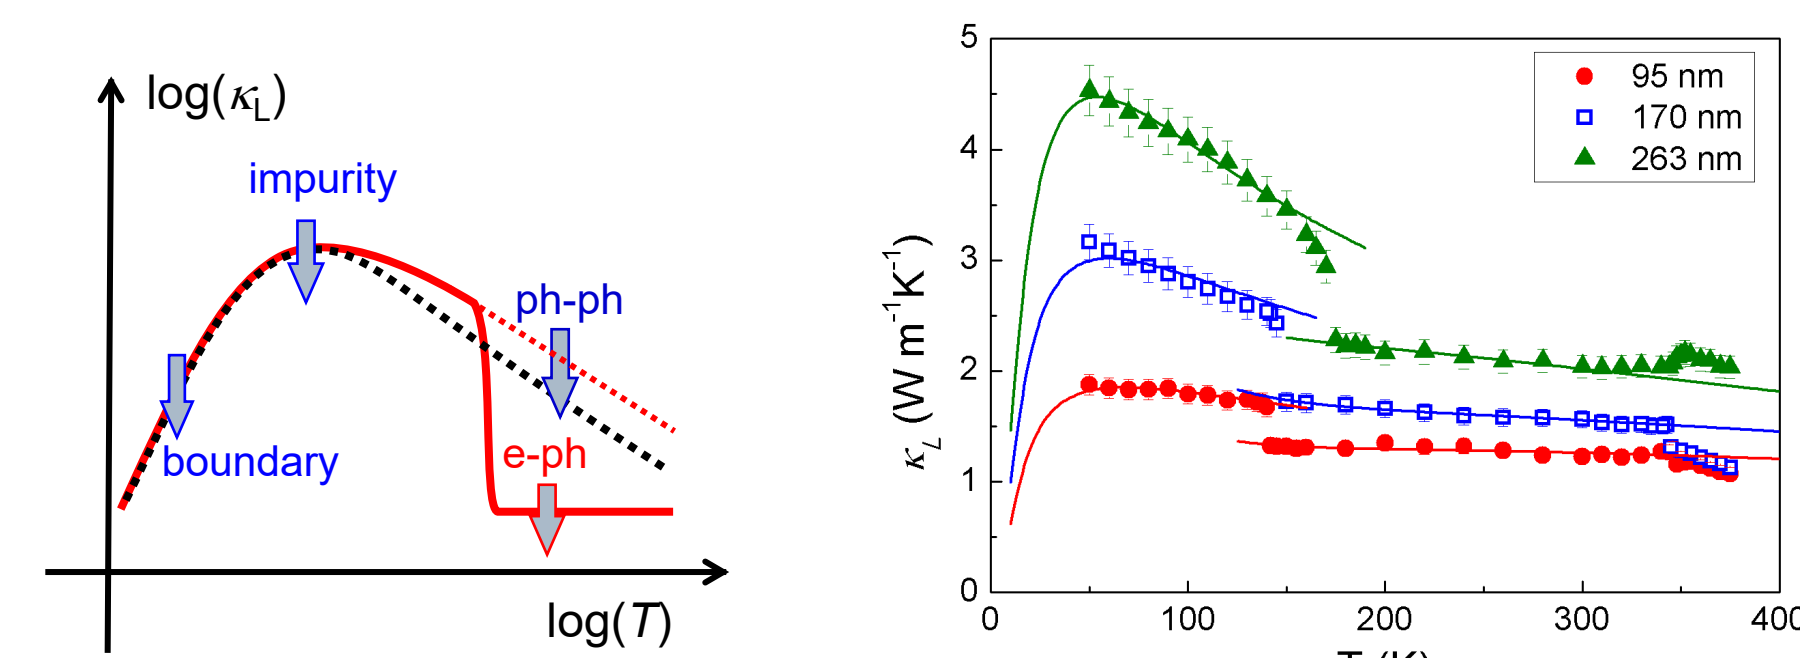 log(κL)
impurity
ph-ph
boundary
e-ph
log(T)
5
4
3
2
1
0
κL (W m-1K-1)
95 nm
170 nm
263 nm
0
100
200
300